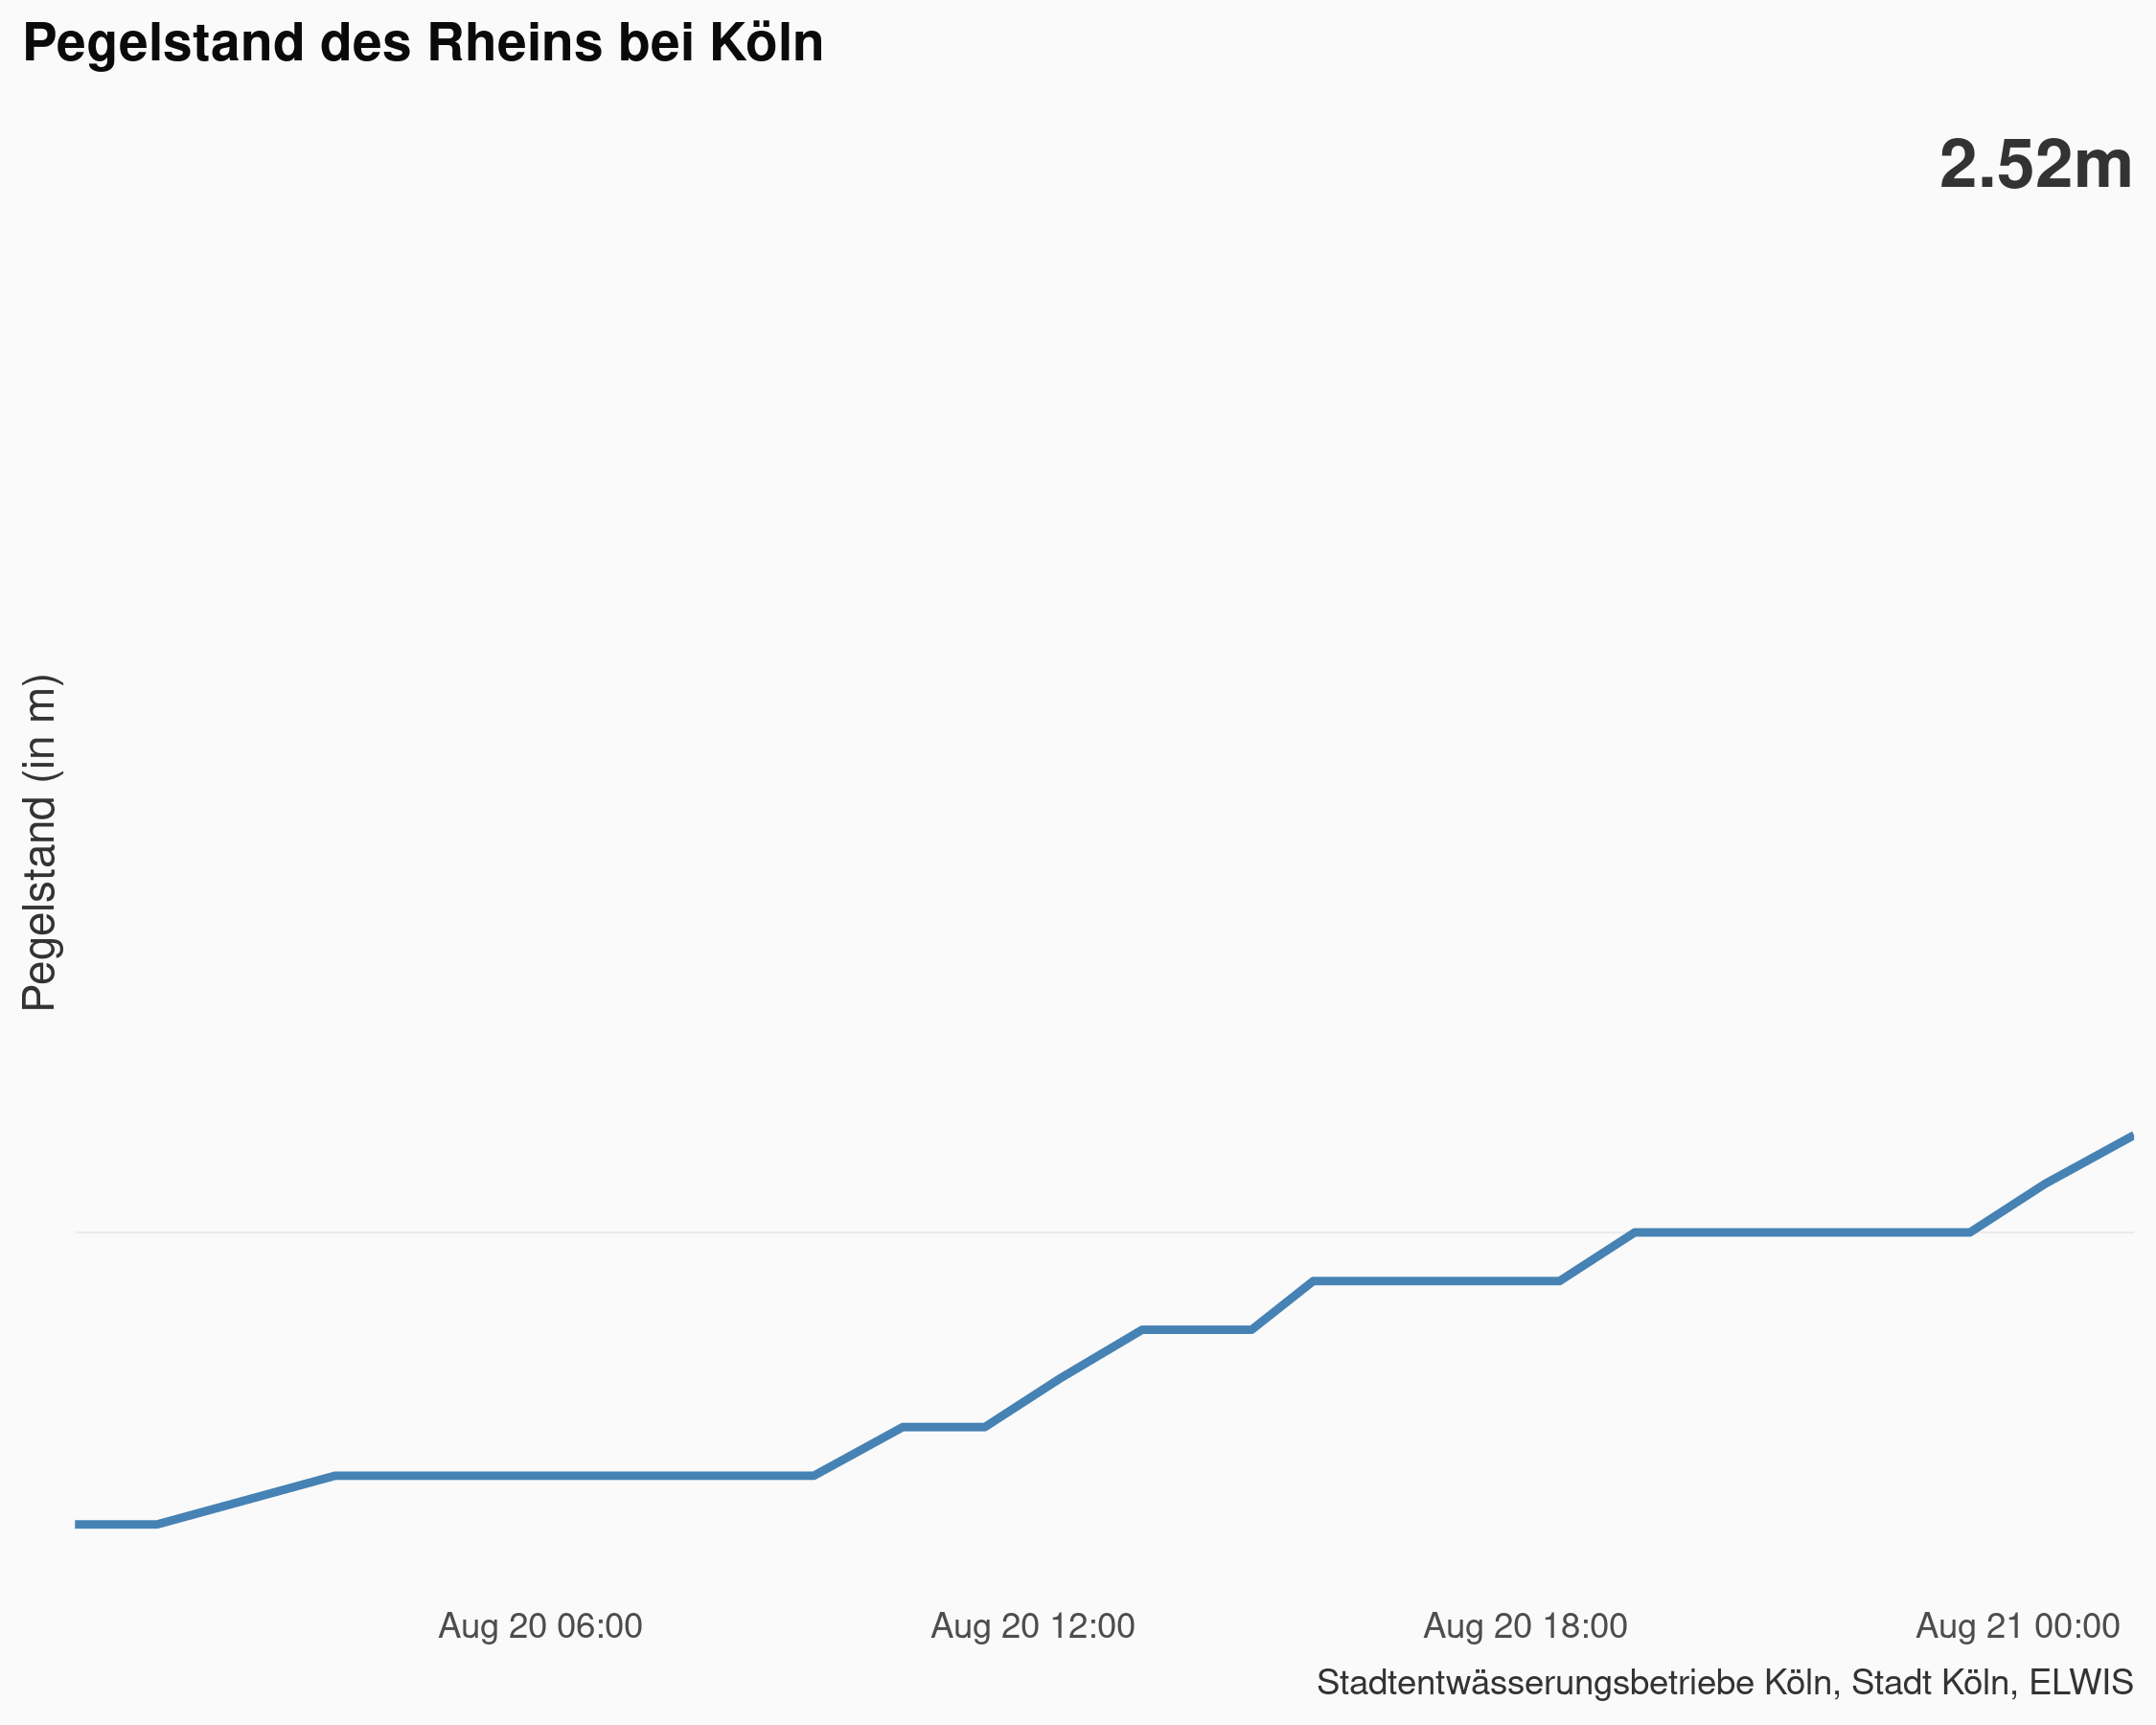 Pegelstand des Rheins bei Köln
2.52m
Pegelstand (in m)
Aug 20 06:00
Aug 20 12:00
Aug 20 18:00
Aug 21 00:00
Stadtentwässerungsbetriebe Köln, Stadt Köln, ELWIS